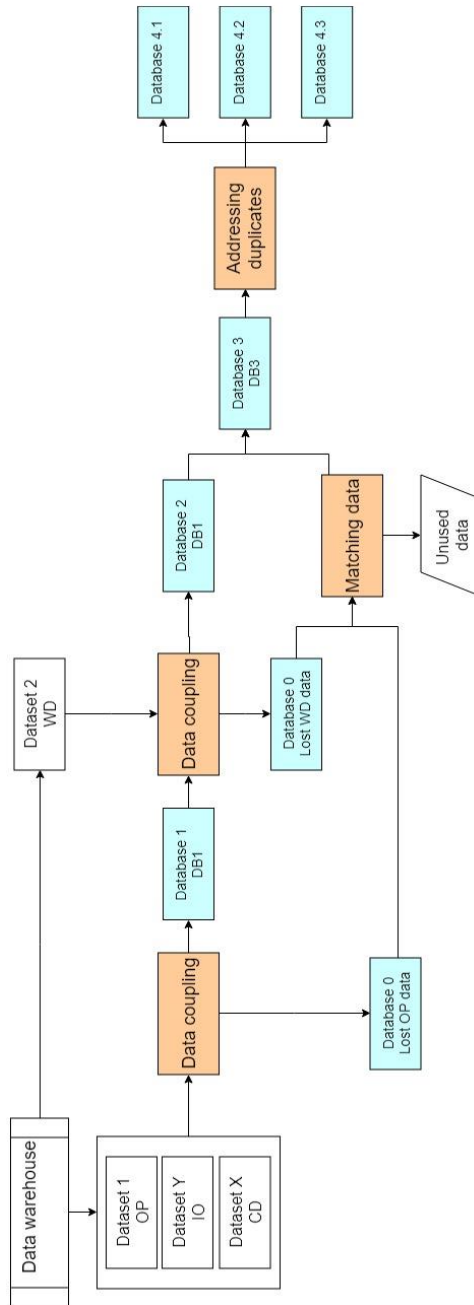 Data warehouse
Dataset 1
OP
Dataset Y
IO
Dataset X
CD
Data coupling
Database 0
Lost OP data
Database 1
DB1
Dataset 2
WD
Data coupling
Database 0
Lost WD data
Database 2
DB1
Matching data
Unused
data
Database 3
DB3
Addressing
duplicates
Database 4.1
Database 4.2
Database 4.3